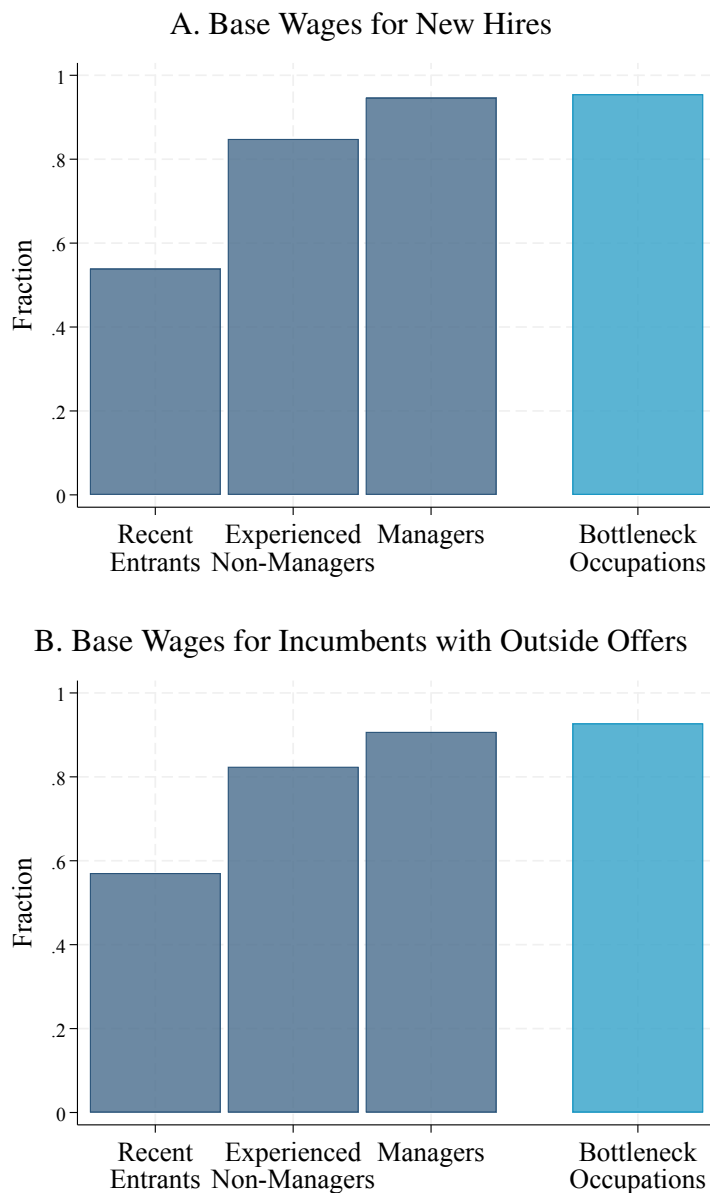 A. Base Wages for New Hires
1
.8
.6
.4
.2
0
Fraction
Recent Entrants
Experienced Non-Managers
Managers
Bottleneck Occupations
B. Base Wages for Incumbents with Outside Offers
1
.8
.6
.4
.2
0
Fraction
Recent Entrants
Experienced Non-Managers
Managers
Bottleneck Occupations